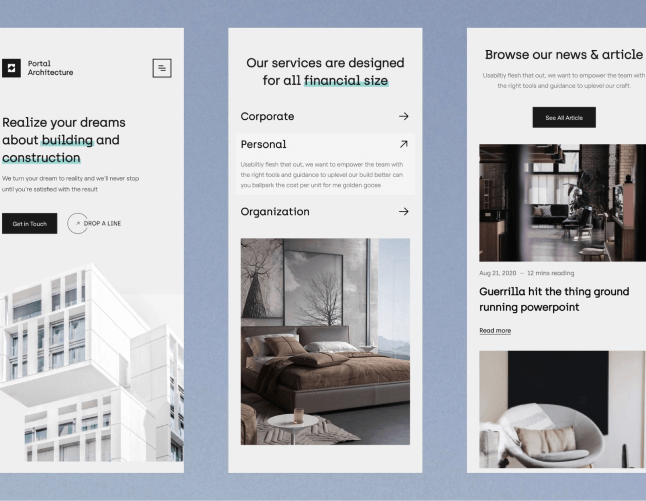 Portal
Architecture
Realize your dreams
about building and
construction
We turn your dream to reality and we'll never stop
until you're satisfied with the result
Get in Touch
DROP A LINE
Our services are designed
for all financial size
Corporate
Personal
Usability flesh that out, we want to empower the team with
the right tools and guidance to uplevel our build better can
you ballpark the cost per unit for me golden goose
Organization
Browse our news & article
Usability flesh that out, we want to empower the team with
the right tools and guidance to uplevel our craft.
See All Article
Aug 21, 2020 — 12 mins reading
Guerrilla hit the thing ground
running powerpoint
Read more